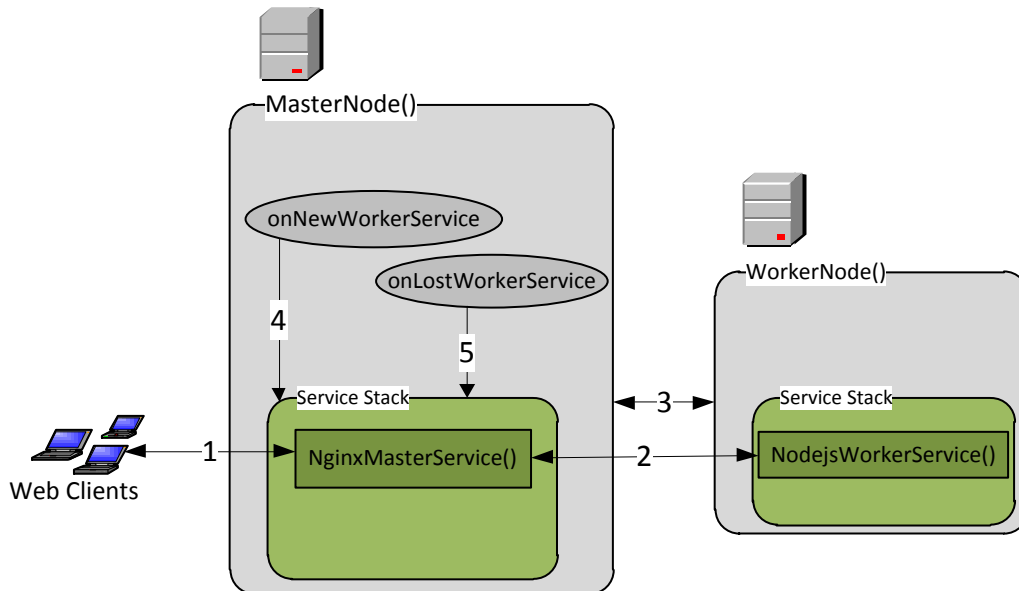 MasterNode()
onNewWorkerService
WorkerNode()
onLostWorkerService
4
5
Service Stack
3
Service Stack
1
NginxMasterService()
2
NodejsWorkerService()
Web Clients